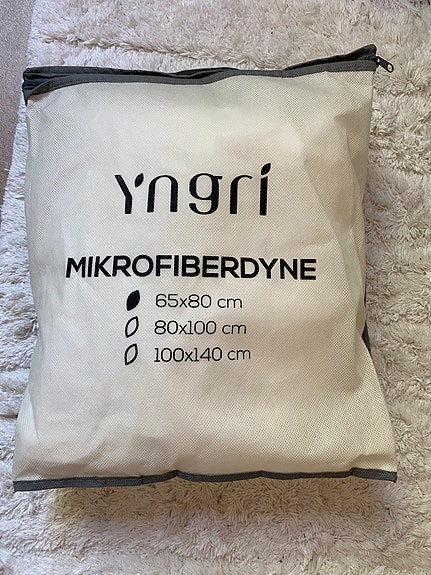 Yngri
MIKROFIBERDYNE
65x80 cm
80x100 cm
100x140 cm